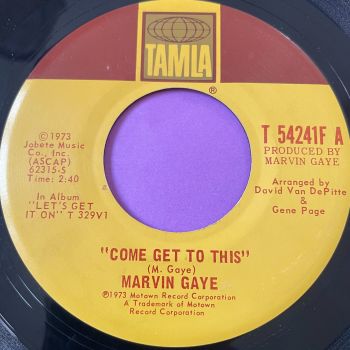 TAMLA
®
©1973
Jobete Music
Co., Inc.
(ASCAP)
62315-S
Time: 2:40
In Album
"LET'S GET
IT ON" T 329V1
T 54241F A
PRODUCED BY
MARVIN GAYE
Arranged by
David Van DePitte
&
Gene Page
"COME GET TO THIS"
(M. Gaye)
MARVIN GAYE
℗1973 Motown Record Corporation
A Trademark of Motown
Record Corporation